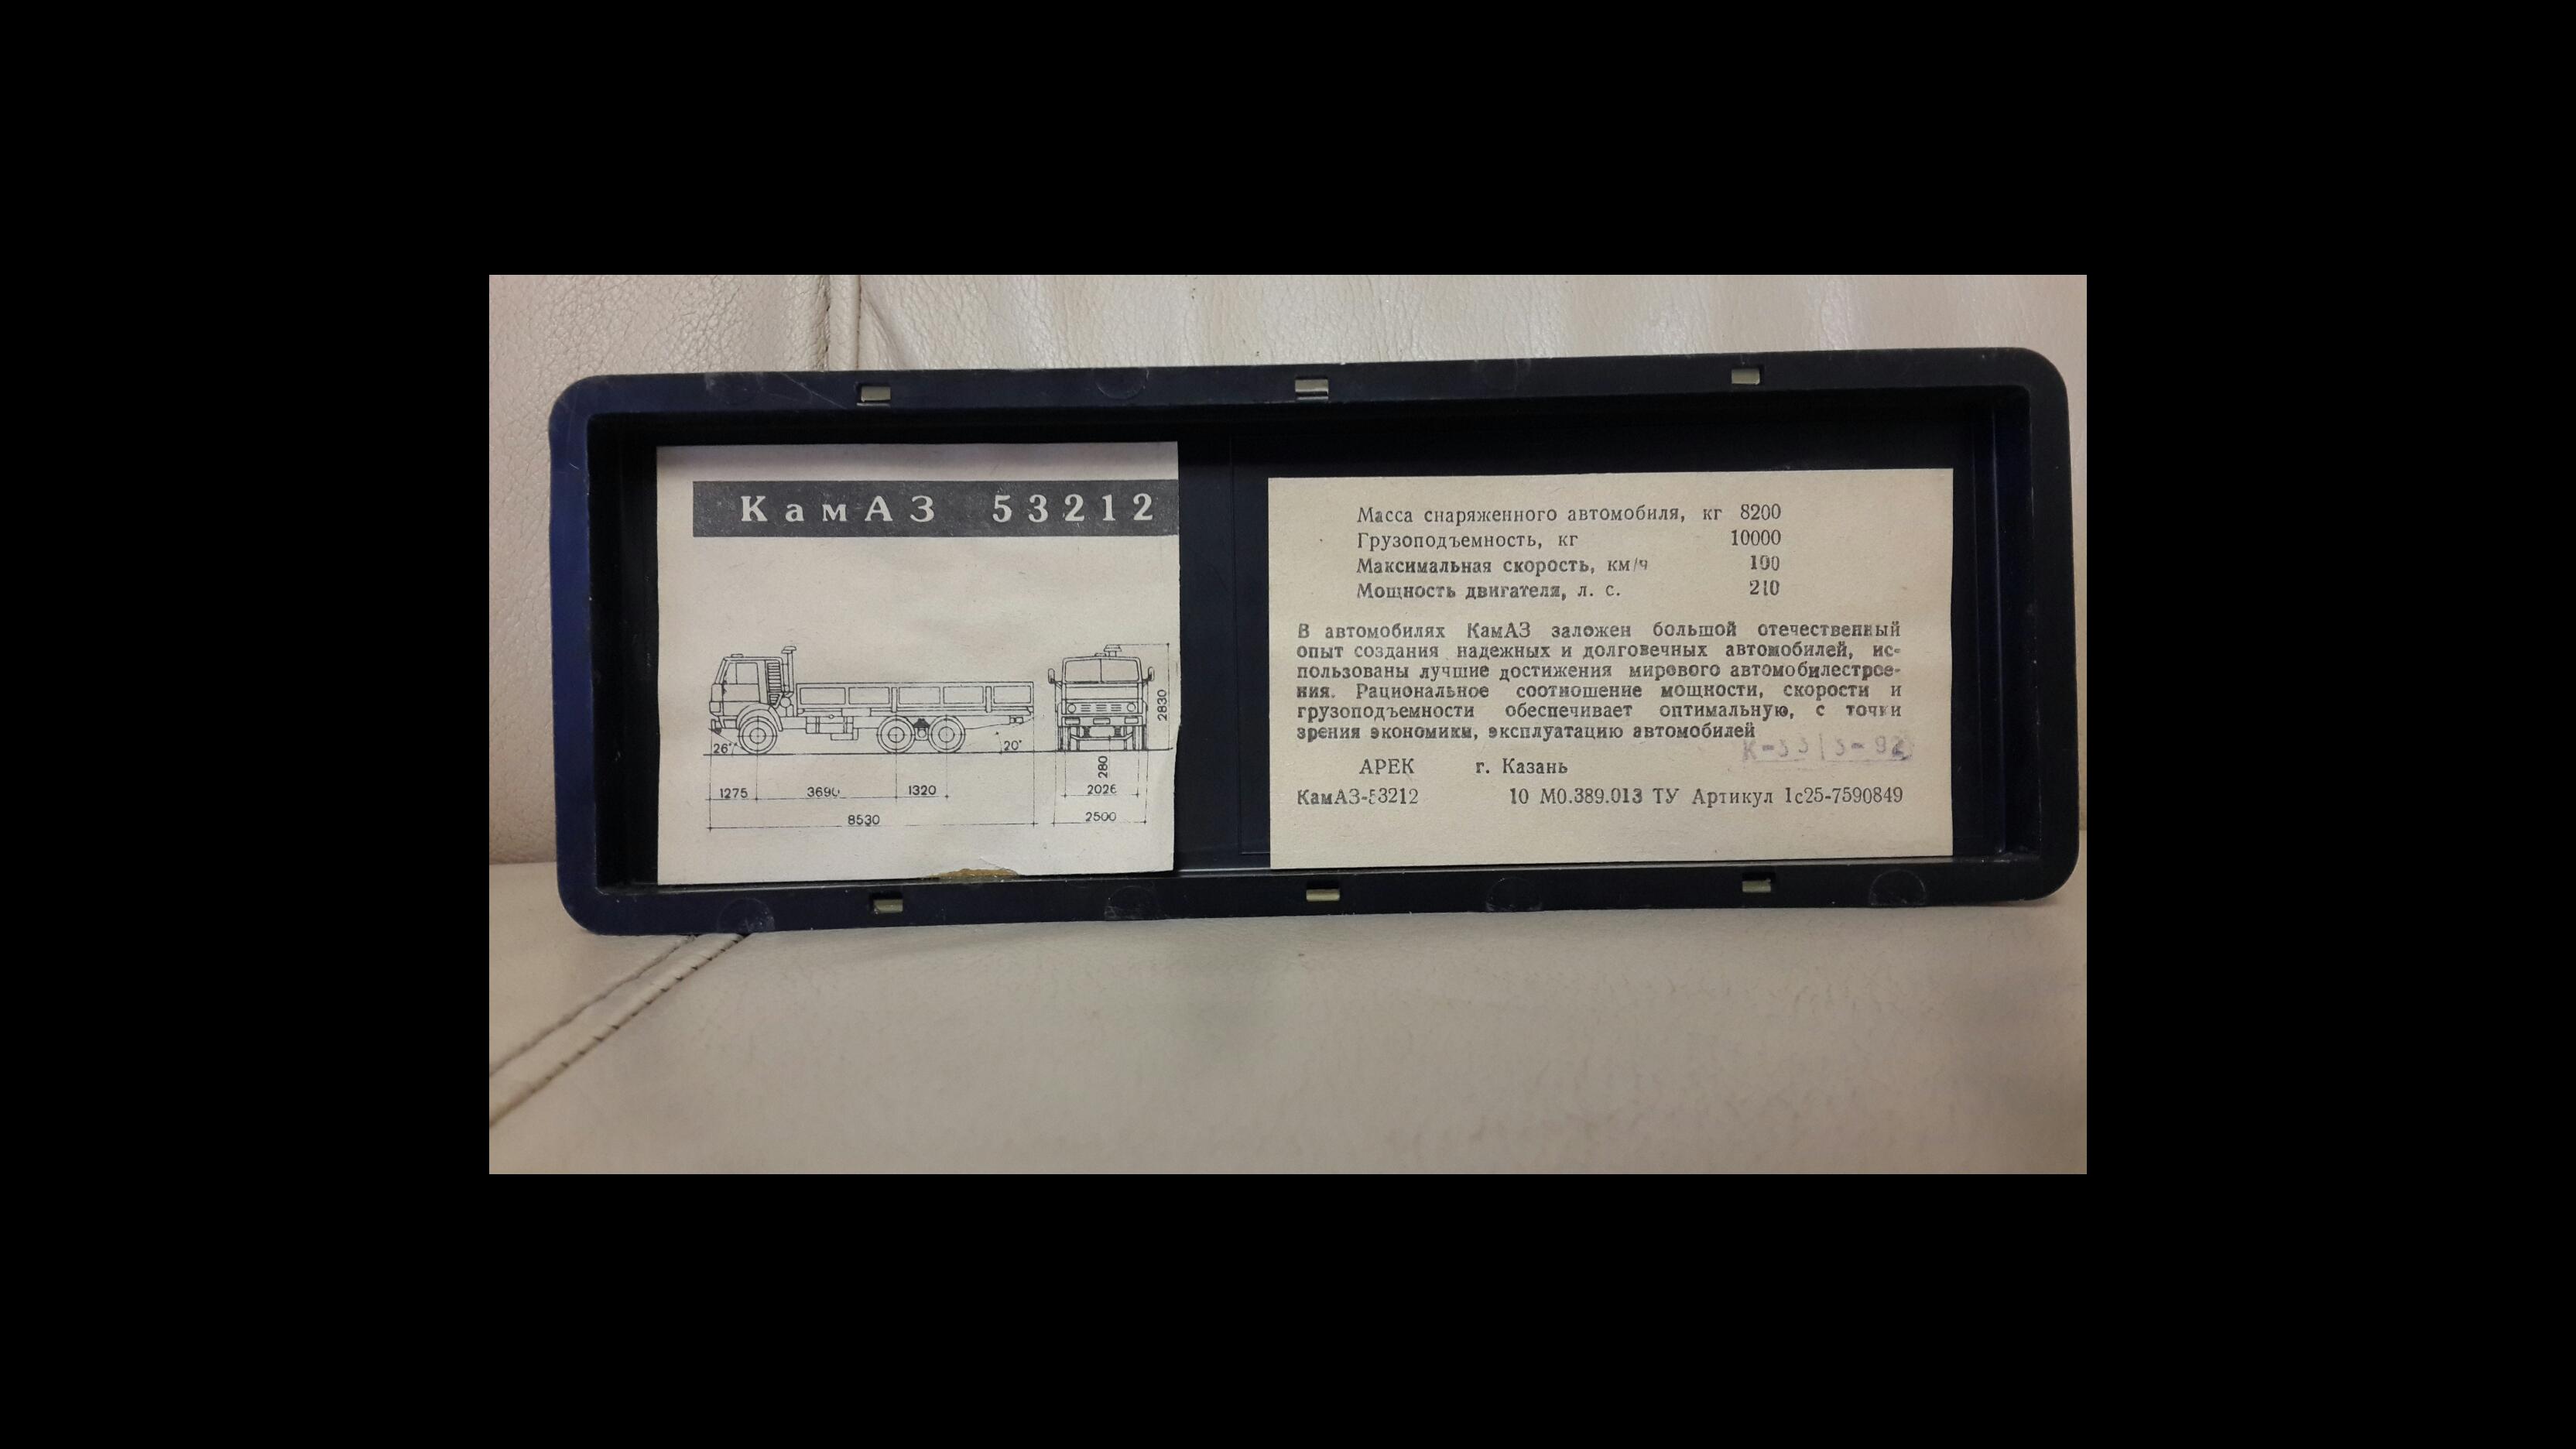 КамАЗ 53212
26°
20°
2830
280
1275
3690
1320
2026
8530
2500
Масса снаряженного автомобиля, кг 8200
Грузоподъемность, кг 10000
Максимальная скорость, км/ч 100
Мощность двигателя, л. с. 210
В автомобилях КамАЗ заложен большой отечественный
опыт создания надежных и долговечных автомобилей, ис-
пользованы лучшие достижения мирового автомобилестрое-
ния. Рациональное соотношение мощности, скорости и
грузоподъемности обеспечивает оптимальную, с точки
зрения экономики, эксплуатацию автомобилей
АРЕК г. Казань
КамАЗ-53212 10 М0.389.013 ТУ Артикул 1с25-7590849